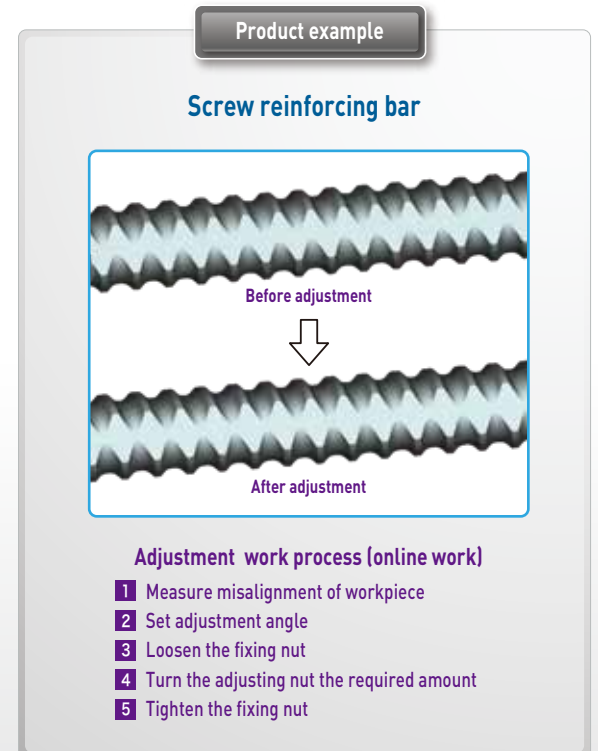 Product example
Screw reinforcing bar
Before adjustment
After adjustment
Adjustment work process (online work)
1 Measure misalignment of workpiece
2 Set adjustment angle
3 Loosen the fixing nut
4 Turn the adjusting nut the required amount
5 Tighten the fixing nut